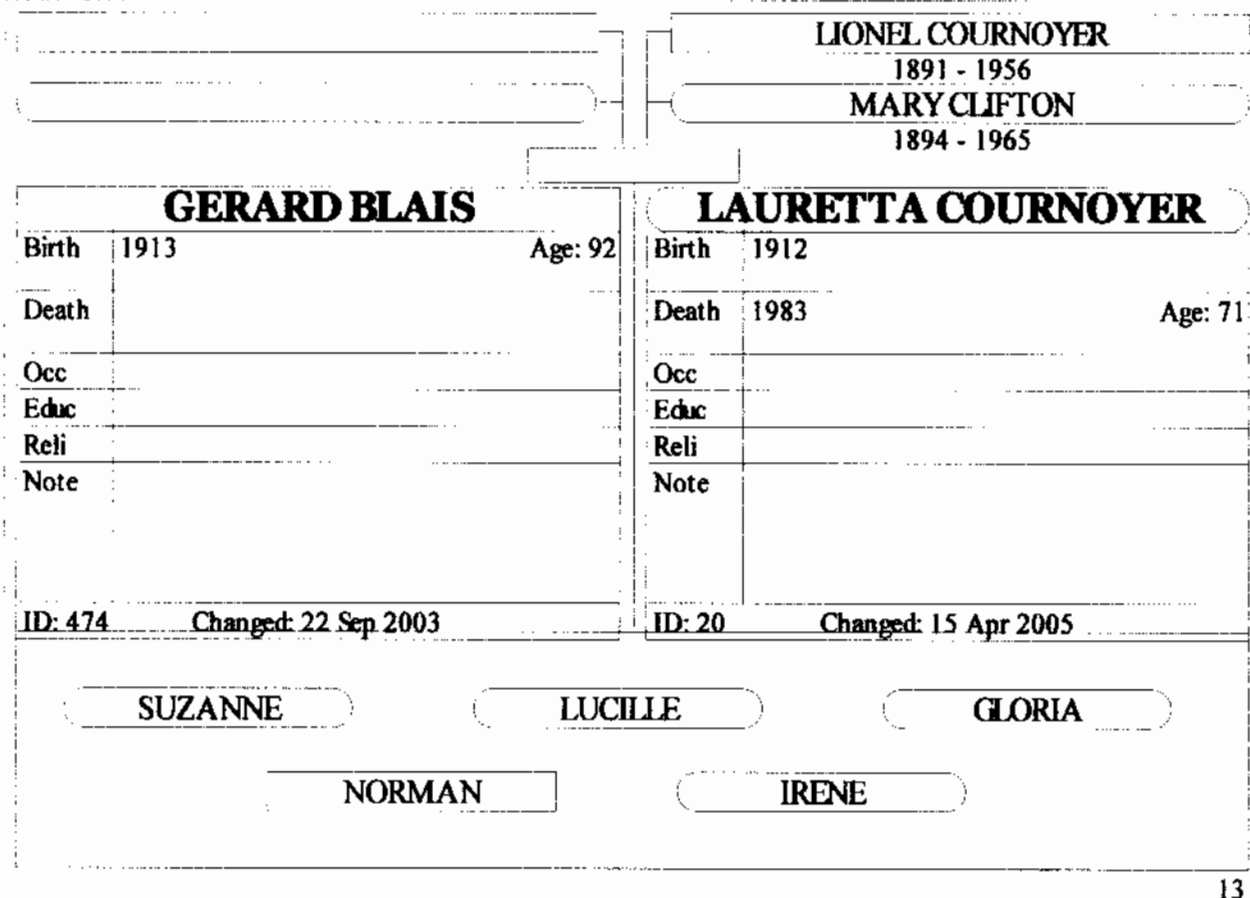 LIONEL COURNOYER
1891 - 1956
MARY CLIFTON
1894 - 1965
GERARD BLAIS
Birth 1913 Age: 92
Death
Occ
Educ
Reli
Note
ID: 474 Changed: 22 Sep 2003
LAURETTA COURNOYER
Birth 1912
Death 1983 Age: 71
Occ
Educ
Reli
Note
ID: 20 Changed: 15 Apr 2005
SUZANNE LUCILLE GLORIA
NORMAN IRENE
13